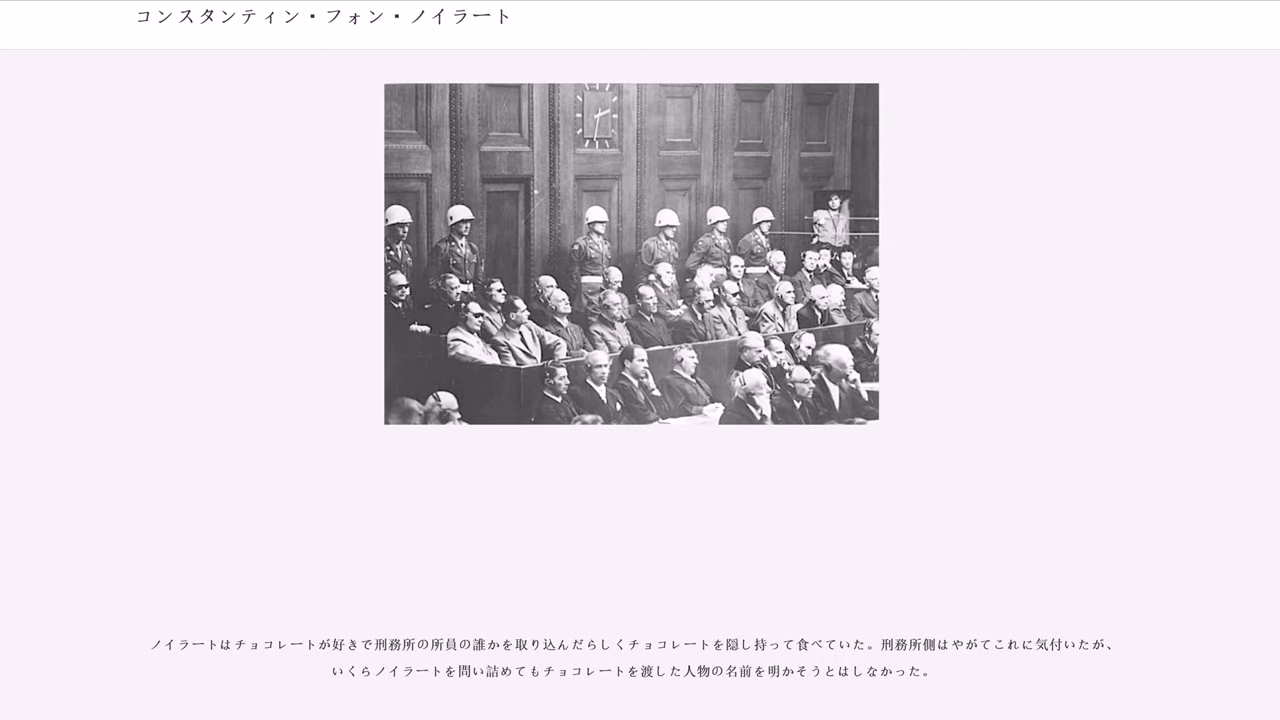 コンスタンティン・フォン・ノイラート
ノイラートはチョコレートが好きで刑務所の所員の誰かを取り込んだらしくチョコレートを隠し持って食べていた。刑務所側はやがてこれに気付いたが、
いくらノイラートを問い詰めてもチョコレートを渡した人物の名前を明かそうとはしなかった。